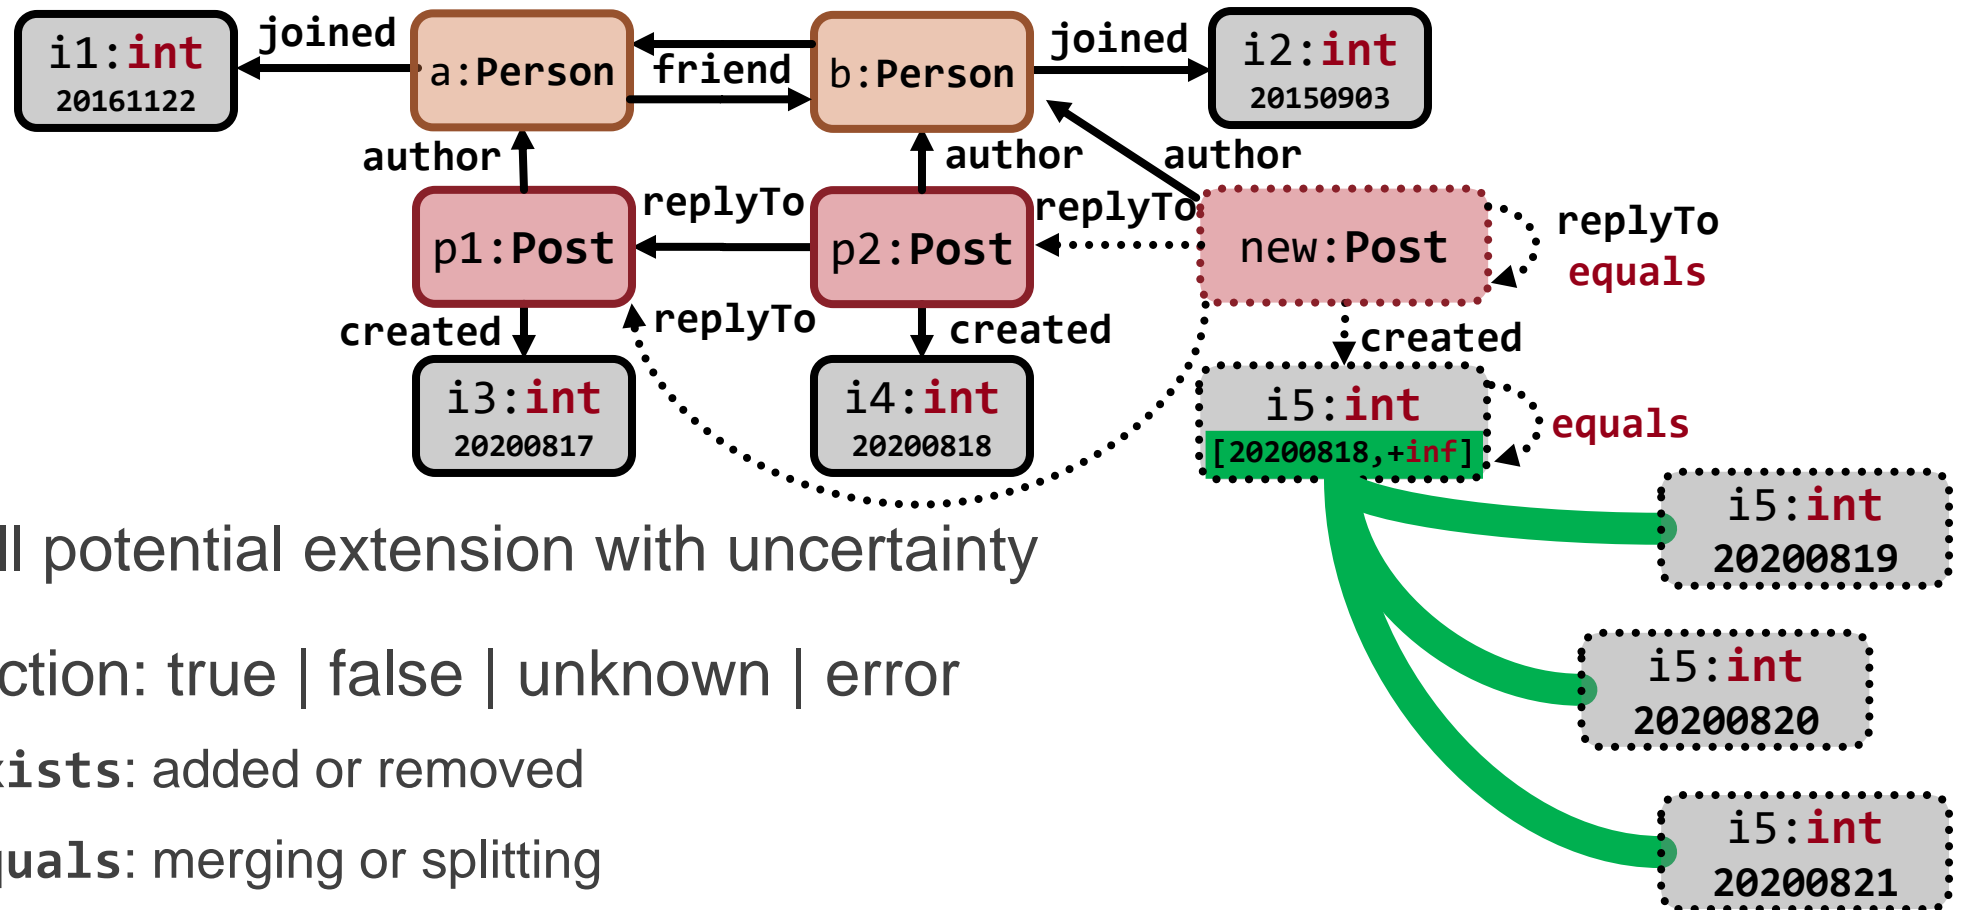 i1:int
20161122
joined
a:Person
friend
b:Person
joined
i2:int
20150903
author
author
author
p1:Post
replyTo
p2:Post
replyTo
new:Post
replyTo
equals
created
replyTo
created
created
i3:int
20200817
i4:int
20200818
i5:int
[20200818,+inf]
equals
i5:int
20200819
ll potential extension with uncertainty
i5:int
20200820
ction: true | false | unknown | error
xists: added or removed
i5:int
20200821
quals: merging or splitting